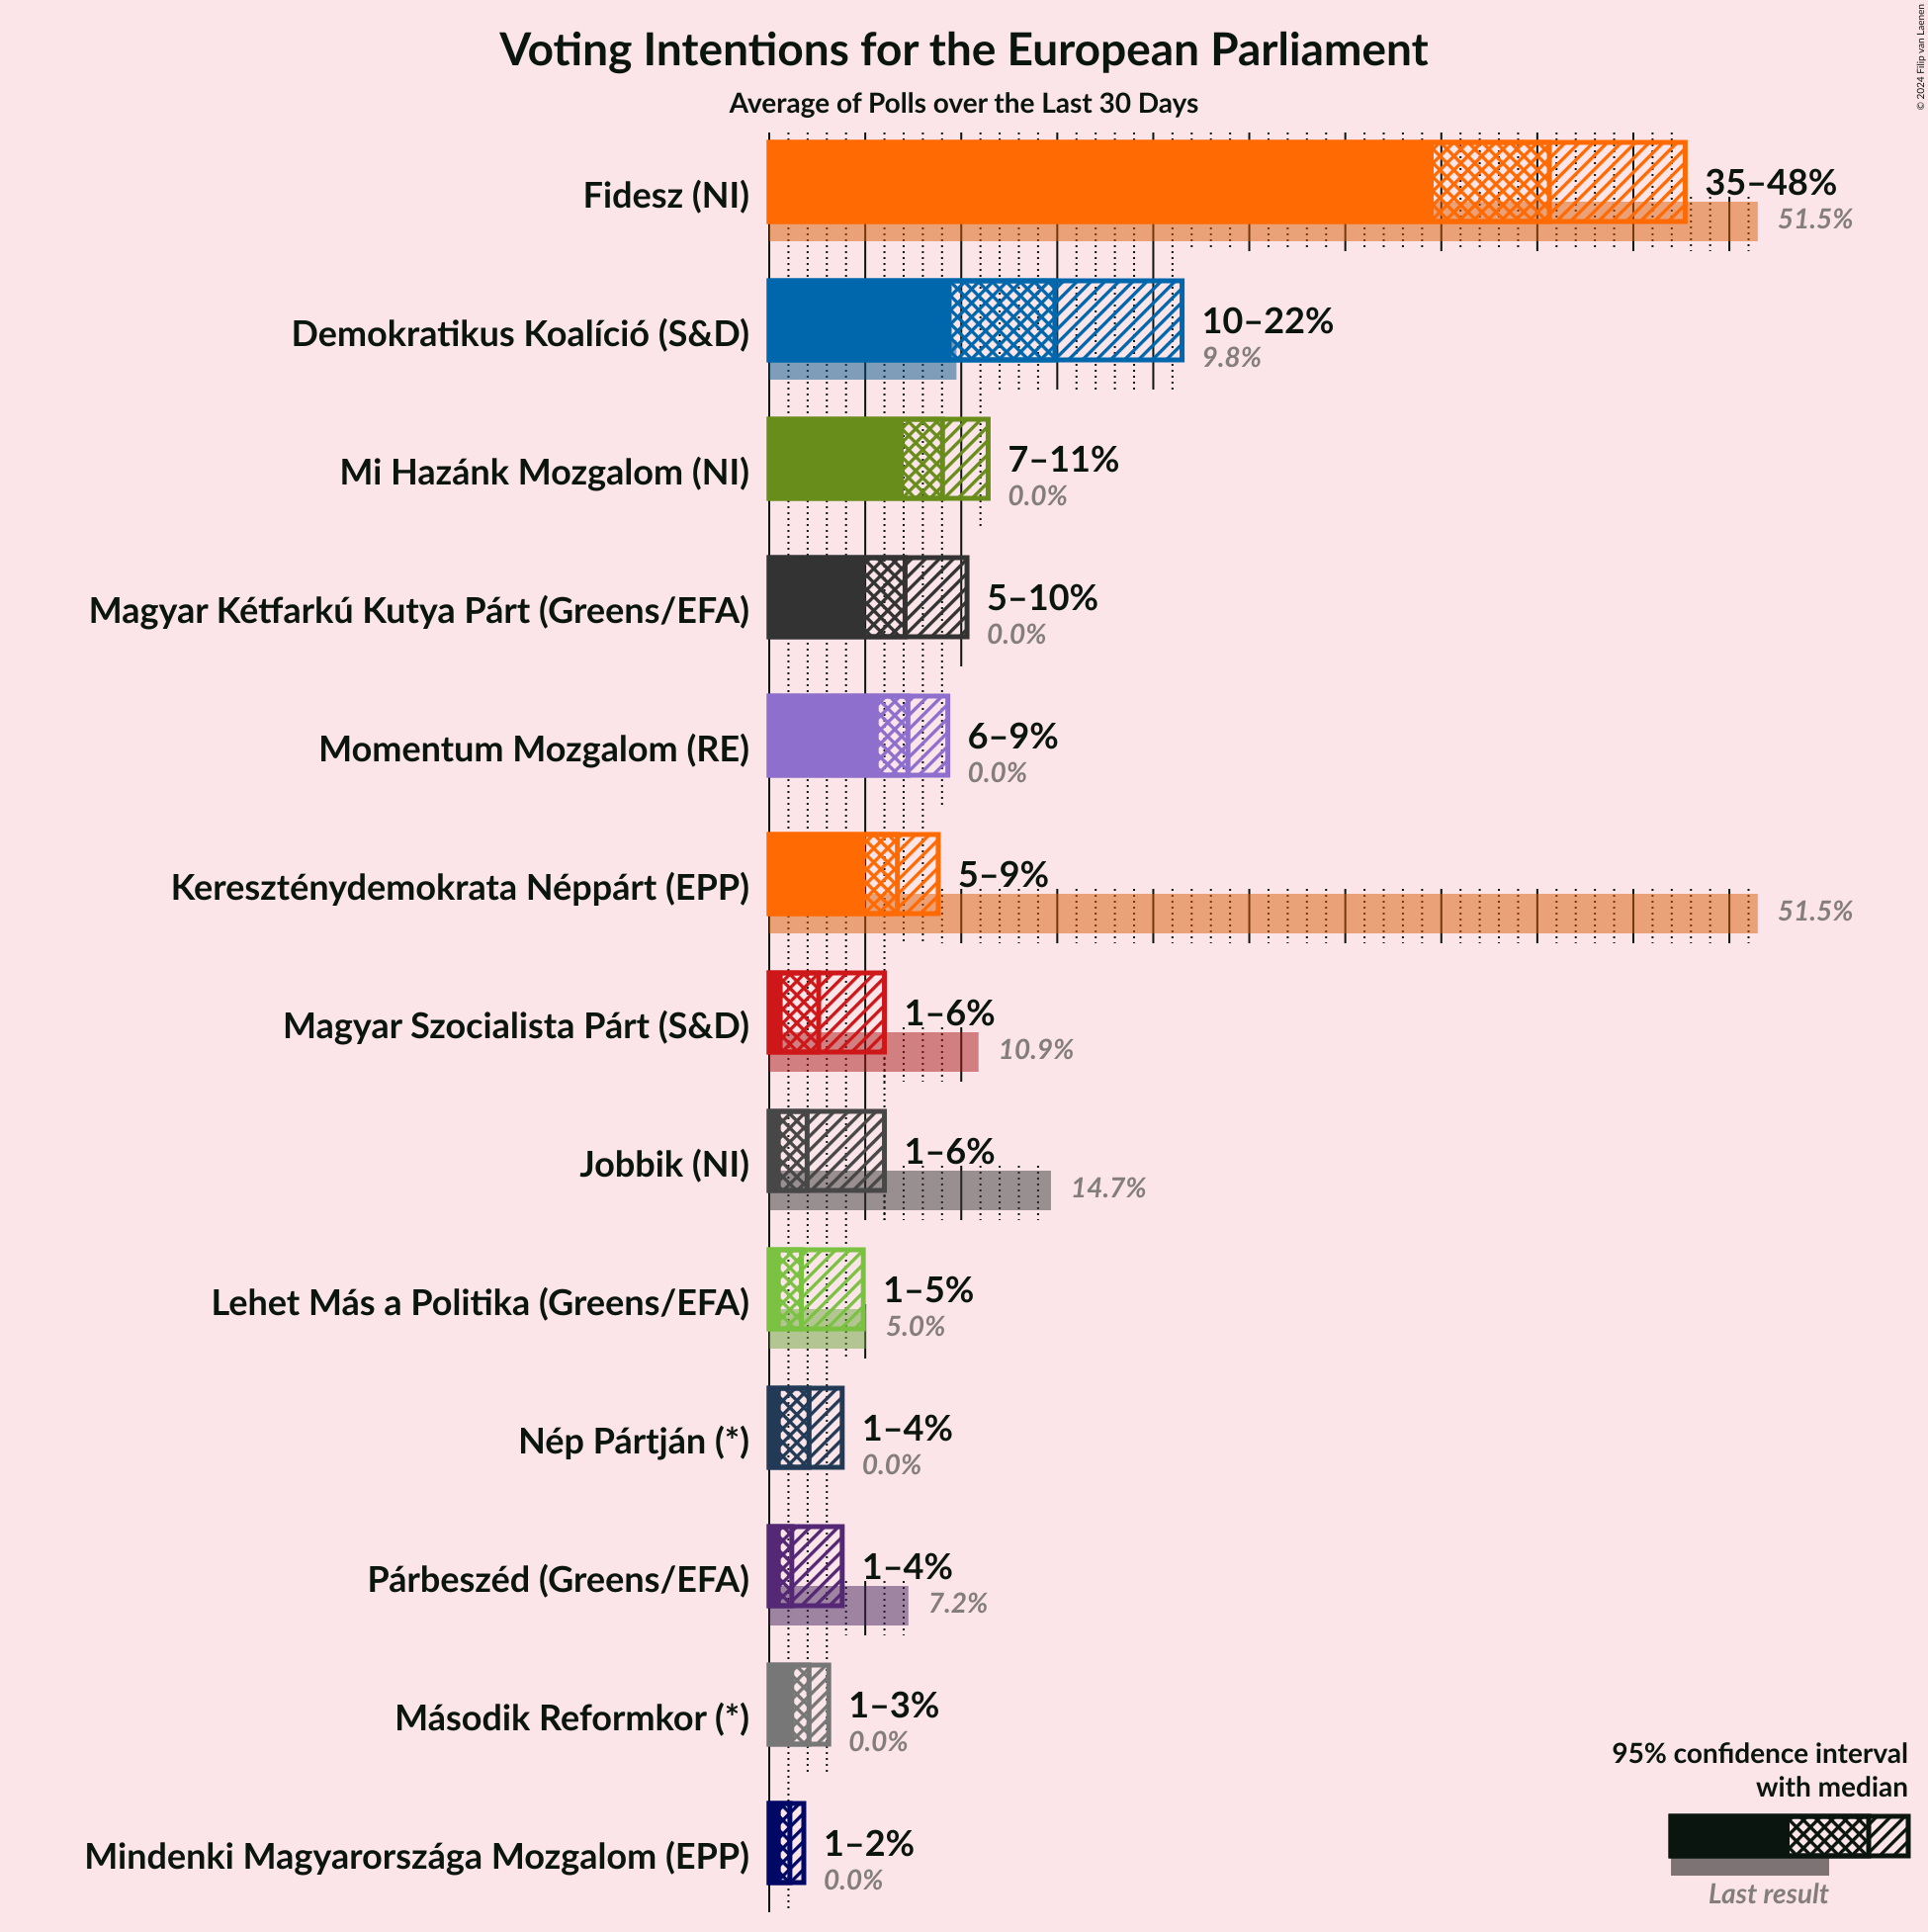 Voting Intentions for the European Parliament
Average of Polls over the Last 30 Days
© 2024 Filip van Laenen
Fidesz (NI)
35–48%
51.5%
Demokratikus Koalíció (S&D)
10–22%
9.8%
Mi Hazánk Mozgalom (NI)
7–11%
0.0%
Magyar Kétfarkú Kutya Párt (Greens/EFA)
5–10%
0.0%
Momentum Mozgalom (RE)
6–9%
0.0%
Kereszténydemokrata Néppárt (EPP)
5–9%
51.5%
Magyar Szocialista Párt (S&D)
1–6%
10.9%
Jobbik (NI)
1–6%
14.7%
Lehet Más a Politika (Greens/EFA)
1–5%
5.0%
Nép Pártján (*)
1–4%
0.0%
Párbeszéd (Greens/EFA)
1–4%
7.2%
Második Reformkor (*)
1–3%
0.0%
Mindenki Magyarországa Mozgalom (EPP)
1–2%
0.0%
95% confidence interval
with median
Last result